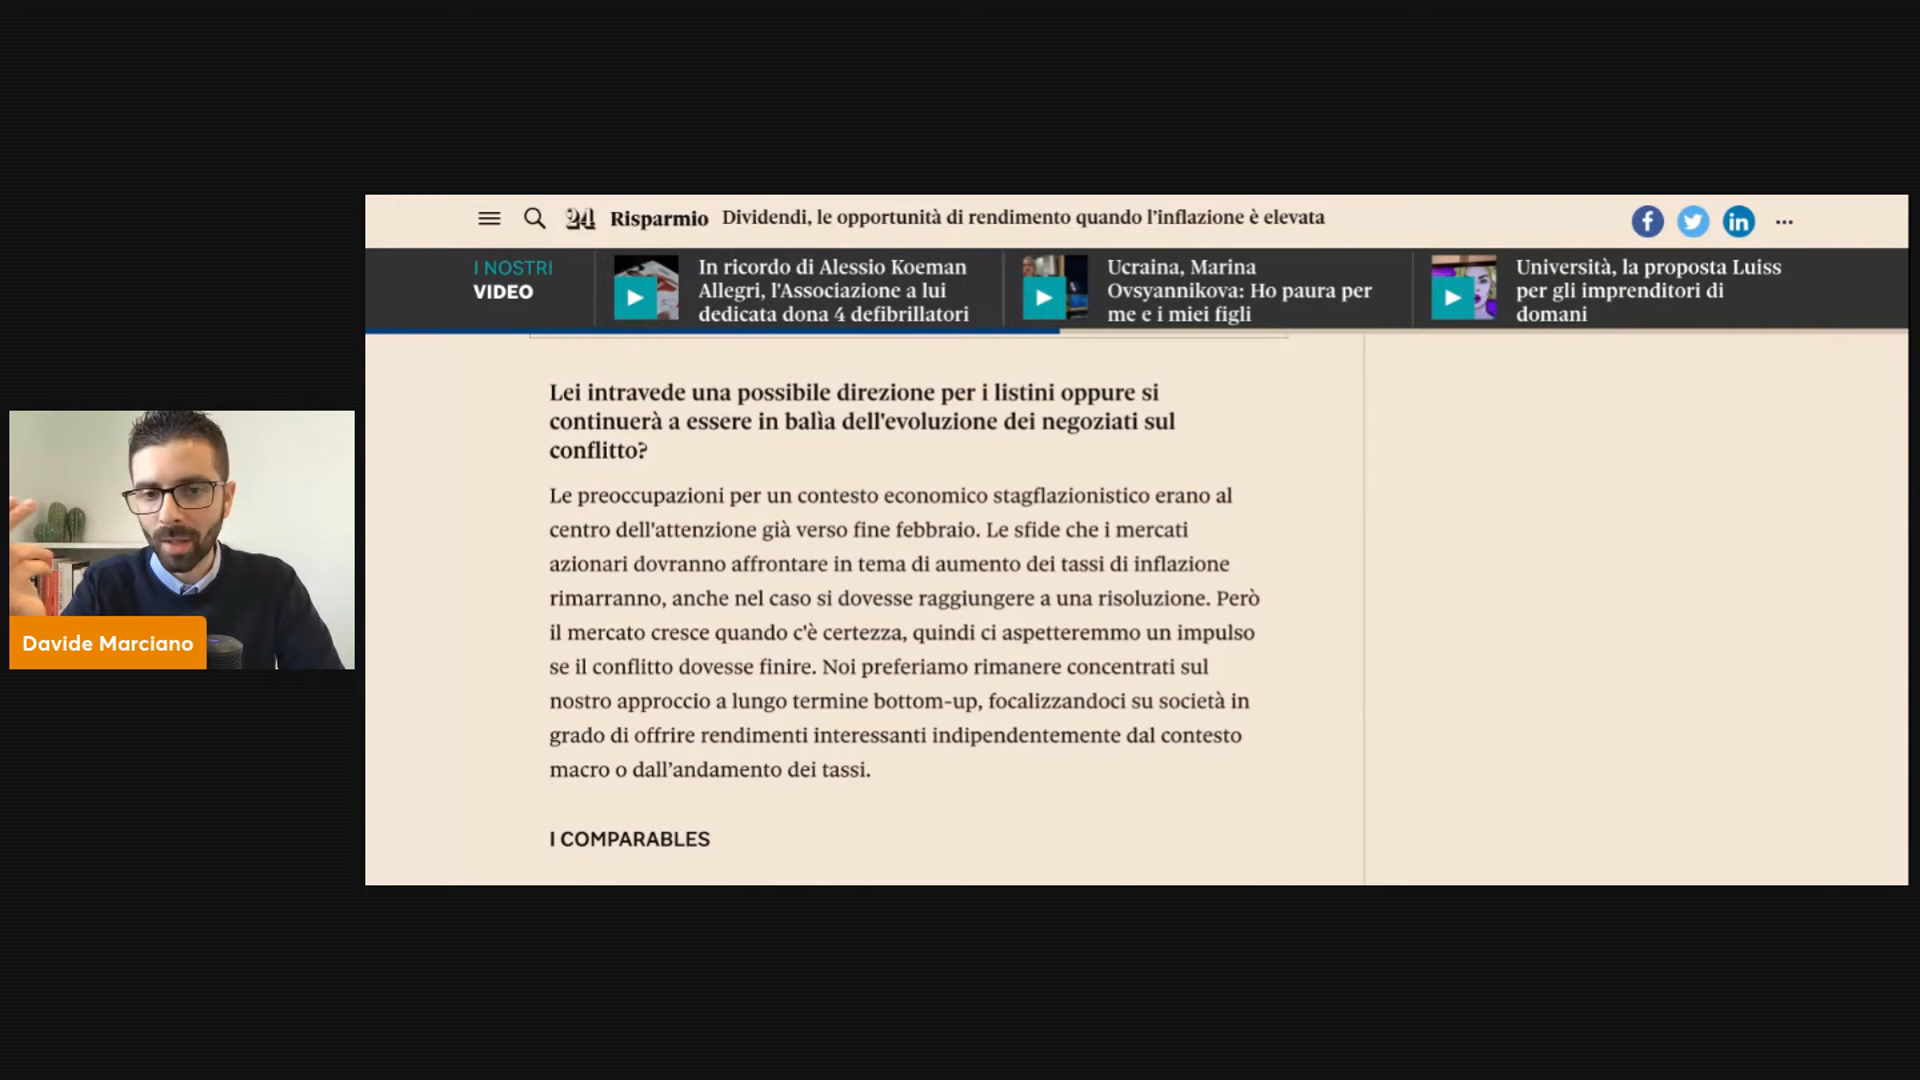 24 Risparmio Dividendi, le opportunità di rendimento quando l'inflazione è elevata
I NOSTRI
VIDEO
In ricordo di Alessio Koeman
Allegri, l'Associazione a lui
dedicata dona 4 defibrillatori
Ucraina, Marina
Ovsyannikova: Ho paura per
me e i miei figli
Università, la proposta Luiss
per gli imprenditori di
domani
Lei intravede una possibile direzione per i listini oppure si
continuerà a essere in balìa dell'evoluzione dei negoziati sul
conflitto?
Le preoccupazioni per un contesto economico stagflazionistico erano al
centro dell'attenzione già verso fine febbraio. Le sfide che i mercati
azionari dovranno affrontare in tema di aumento dei tassi di inflazione
rimarranno, anche nel caso si dovesse raggiungere a una risoluzione. Però
il mercato cresce quando c'è certezza, quindi ci aspetteremmo un impulso
se il conflitto dovesse finire. Noi preferiamo rimanere concentrati sul
nostro approccio a lungo termine bottom-up, focalizzandoci su società in
grado di offrire rendimenti interessanti indipendentemente dal contesto
macro o dall'andamento dei tassi.
I COMPARABLES
Davide Marciano